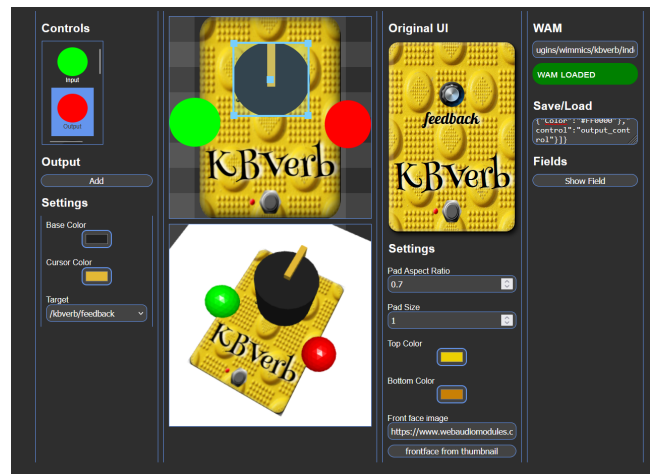 Controls
Input
Output
Output
Add
Settings
Base Color
Cursor Color
Target
/kbverb/feedback
KBVerb
KBVerb
Original UI
feedback
KBVerb
Settings
Pad Aspect Ratio
0.7
Pad Size
1
Top Color
Bottom Color
Front face image
https://www.webaudiomodules.c
frontface from thumbnail
WAM
ugins/wimmics/kbverb/ind
WAM LOADED
Save/Load
{"Color":"#FF0000"},"
control":"output_cont
rol"}]}
Fields
Show Field